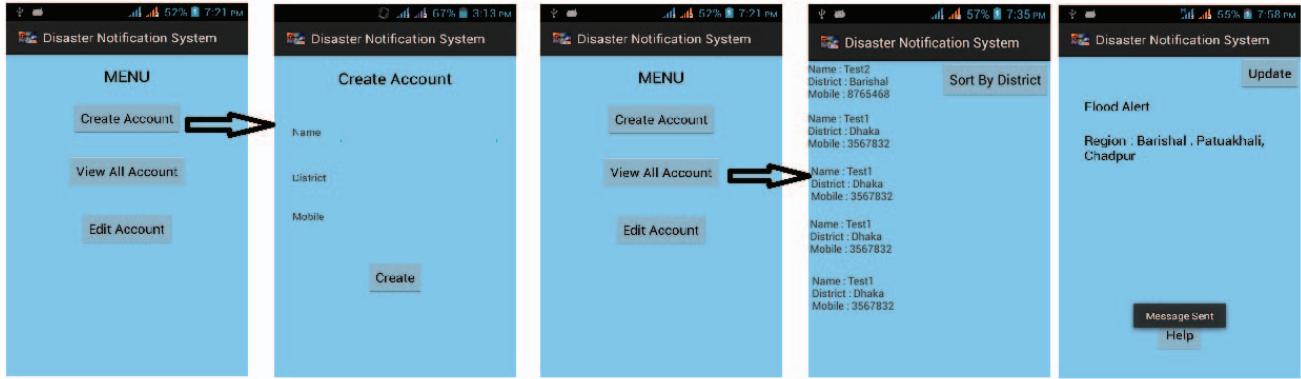 52% 7:21 PM
Disaster Notification System
MENU
Create Account
View All Account
Edit Account
67% 3:13 PM
Disaster Notification System
Create Account
Name
District
Mobile
Create
52% 7:21 PM
Disaster Notification System
MENU
Create Account
View All Account
Edit Account
57% 7:35 PM
Disaster Notification System
Sort By District
Name : Test2
District : Barishal
Mobile : 8765468
Name : Test1
District : Dhaka
Mobile : 3567832
Name : Test1
District : Dhaka
Mobile : 3567832
Name : Test1
District : Dhaka
Mobile : 3567832
Name : Test1
District : Dhaka
Mobile : 3567832
55% 7:58 PM
Disaster Notification System
Update
Flood Alert
Region : Barishal , Patuakhali,
Chadpur
Message Sent
Help